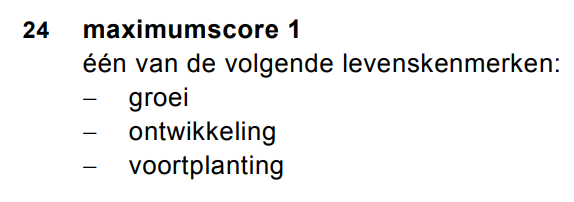 24 maximumscore 1
één van de volgende levenskenmerken:
– groei
– ontwikkeling
– voortplanting